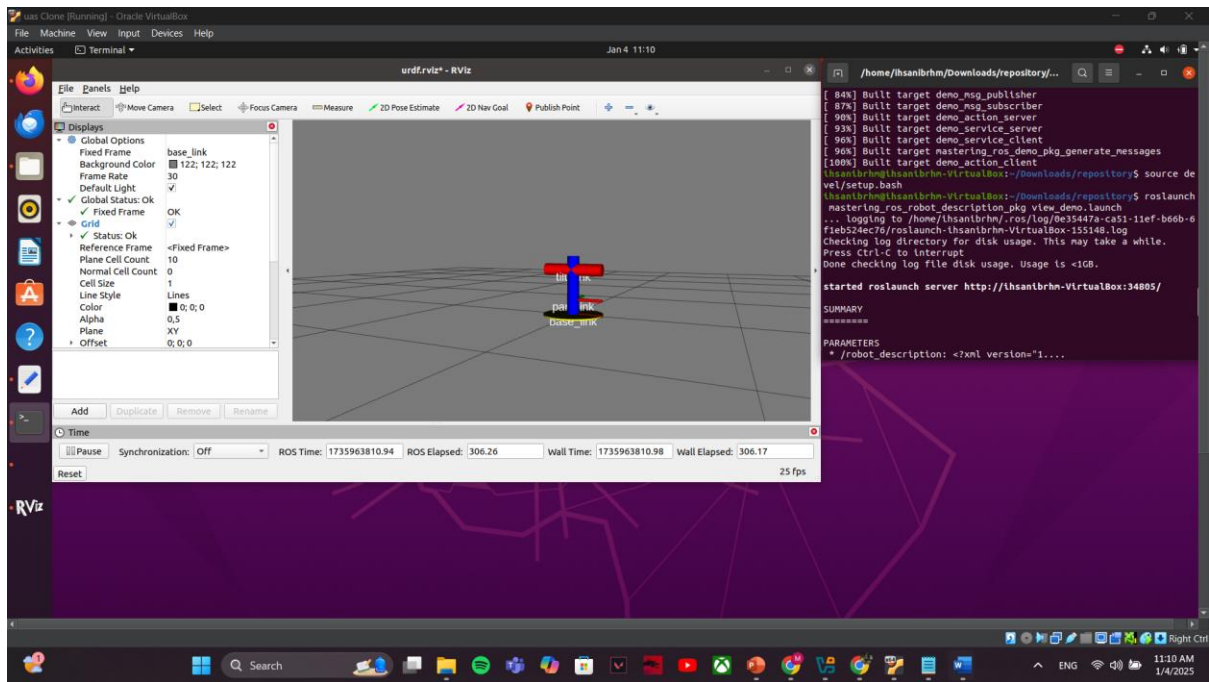 uas Clone [Running] - Oracle VirtualBox
File Machine View Input Devices Help
Activities Terminal Jan 4 11:10
urdf.rviz* - RViz
File Panels Help
Interact Move Camera Select Focus Camera Measure 2D Pose Estimate 2D Nav Goal Publish Point
Displays
Global Options
Fixed Frame base_link
Background Color 122; 122; 122
Frame Rate 30
Default Light
Global Status: Ok
Fixed Frame OK
Grid
Status: Ok
Reference Frame <Fixed Frame>
Plane Cell Count 10
Normal Cell Count 0
Cell Size 1
Line Style Lines
Color 0; 0; 0
Alpha 0,5
Plane XY
Offset 0; 0; 0
base_link
Add Duplicate Remove Rename
Time
Pause Synchronization: Off ROS Time: 1735963810.94 ROS Elapsed: 306.26 Wall Time: 1735963810.98 Wall Elapsed: 306.17
Reset 25 fps
/home/ihsanibrhm/Downloads/repository/...
[ 84%] Built target demo_msg_publisher
[ 87%] Built target demo_msg_subscriber
[ 90%] Built target demo_action_server
[ 93%] Built target demo_service_server
[ 96%] Built target demo_service_client
[ 96%] Built target mastering_ros_demo_pkg_generate_messages
[100%] Built target demo_action_client
ihsanibrhm@ihsanibrhm-VirtualBox:~/Downloads/repository$ source de
vel/setup.bash
ihsanibrhm@ihsanibrhm-VirtualBox:~/Downloads/repository$ roslaunch
mastering_ros_robot_description_pkg view_demo.launch
... logging to /home/ihsanibrhm/.ros/log/0e35447a-ca51-11ef-b66b-6
f1eb524ec76/roslaunch-ihsanibrhm-VirtualBox-155148.log
Checking log directory for disk usage. This may take a while.
Press Ctrl-C to interrupt
Done checking log file disk usage. Usage is <1GB.
started roslaunch server http://ihsanibrhm-VirtualBox:34805/
SUMMARY
========
PARAMETERS
* /robot_description: <?xml version="1....
RViz
Right Ctrl
Search
ENG
11:10 AM
1/4/2025